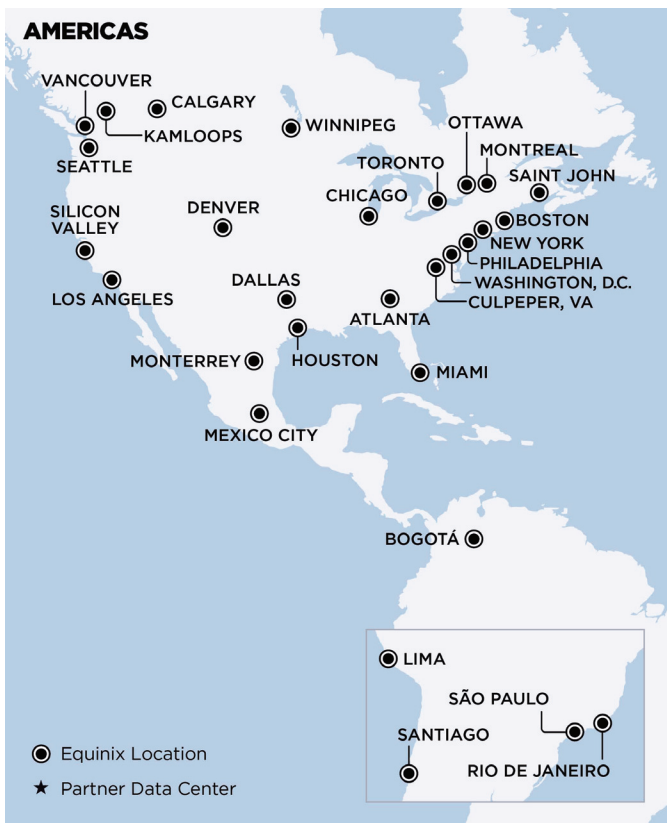 AMERICAS
VANCOUVER
CALGARY
KAMLOOPS
WINNIPEG
OTTAWA
MONTREAL
TORONTO
SEATTLE
SAINT JOHN
CHICAGO
DENVER
SILICON
VALLEY
BOSTON
NEW YORK
PHILADELPHIA
WASHINGTON, D.C.
CULPEPER, VA
DALLAS
LOS ANGELES
ATLANTA
MONTERREY
HOUSTON
MIAMI
MEXICO CITY
BOGOTÁ
LIMA
SÃO PAULO
SANTIAGO
RIO DE JANEIRO
Equinix Location
Partner Data Center